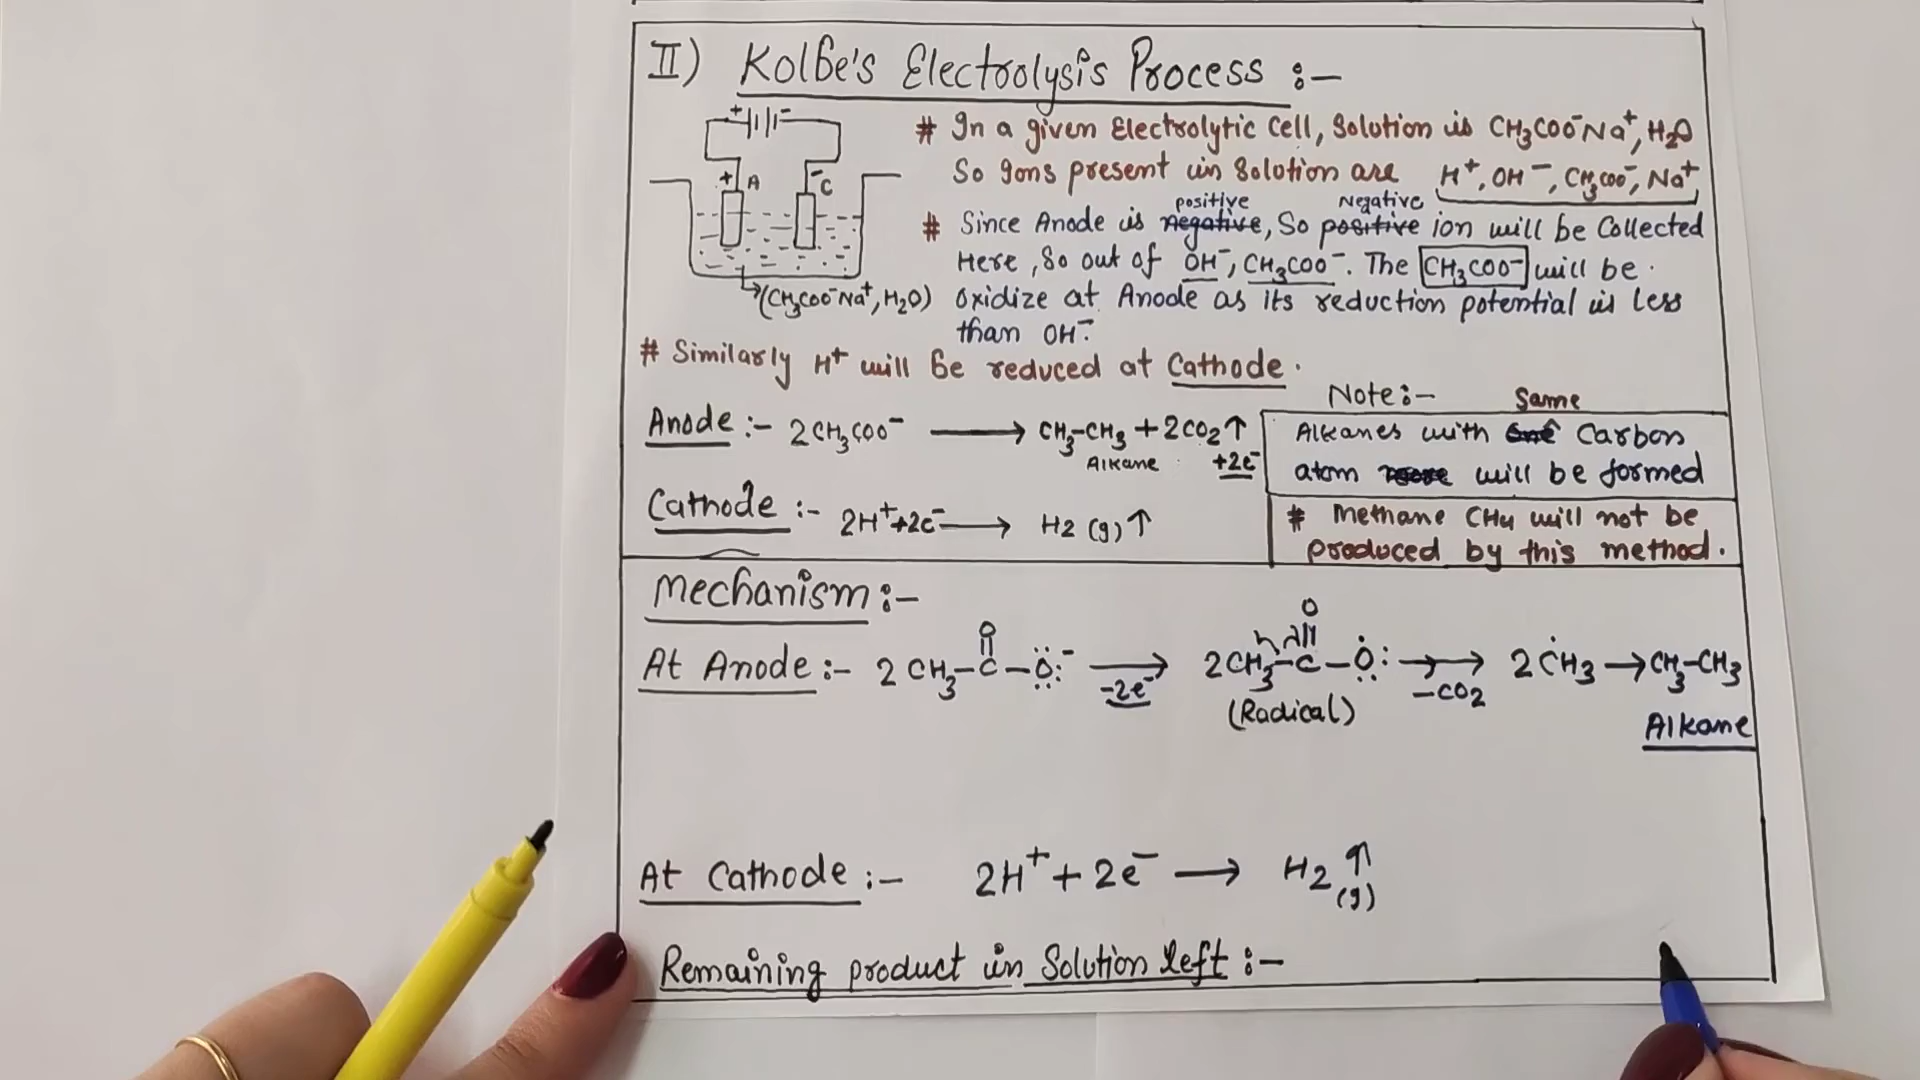 II) Kolbe's Electrolysis Process :-
+ -
+ A - C
(CH3COO⁻Na⁺, H2O)
# In a given Electrolytic Cell, Solution is CH3COO⁻Na⁺, H2O
So Ions present in Solution are H⁺, OH⁻, CH3COO⁻, Na⁺
positive Negative
# Since Anode is negative, So positive ion will be Collected
Here, So out of OH⁻, CH3COO⁻. The CH3COO⁻ will be
oxidize at Anode as its reduction potential is less
than OH⁻.
# Similarly H⁺ will be reduced at Cathode.
Anode :- 2CH3COO⁻ → CH3-CH3 + 2CO2↑
Alkane +2e⁻
Cathode :- 2H⁺+2e⁻ → H2 (g)↑
Note :- Same
Alkanes with Carbon
atom will be formed
# Methane CH4 will not be
produced by this method.
Mechanism :-
At Anode :- 2 CH3-C(=O)-Ö:⁻ → -2e⁻ 2CH3-C(=O)-Ö: → -CO2 2ĊH3 → CH3-CH3
(Radical) Alkane
At Cathode :- 2H⁺ + 2e⁻ → H2↑ (g)
Remaining product in Solution left :-